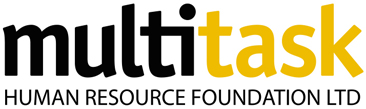 multitask
HUMAN RESOURCE FOUNDATION LTD